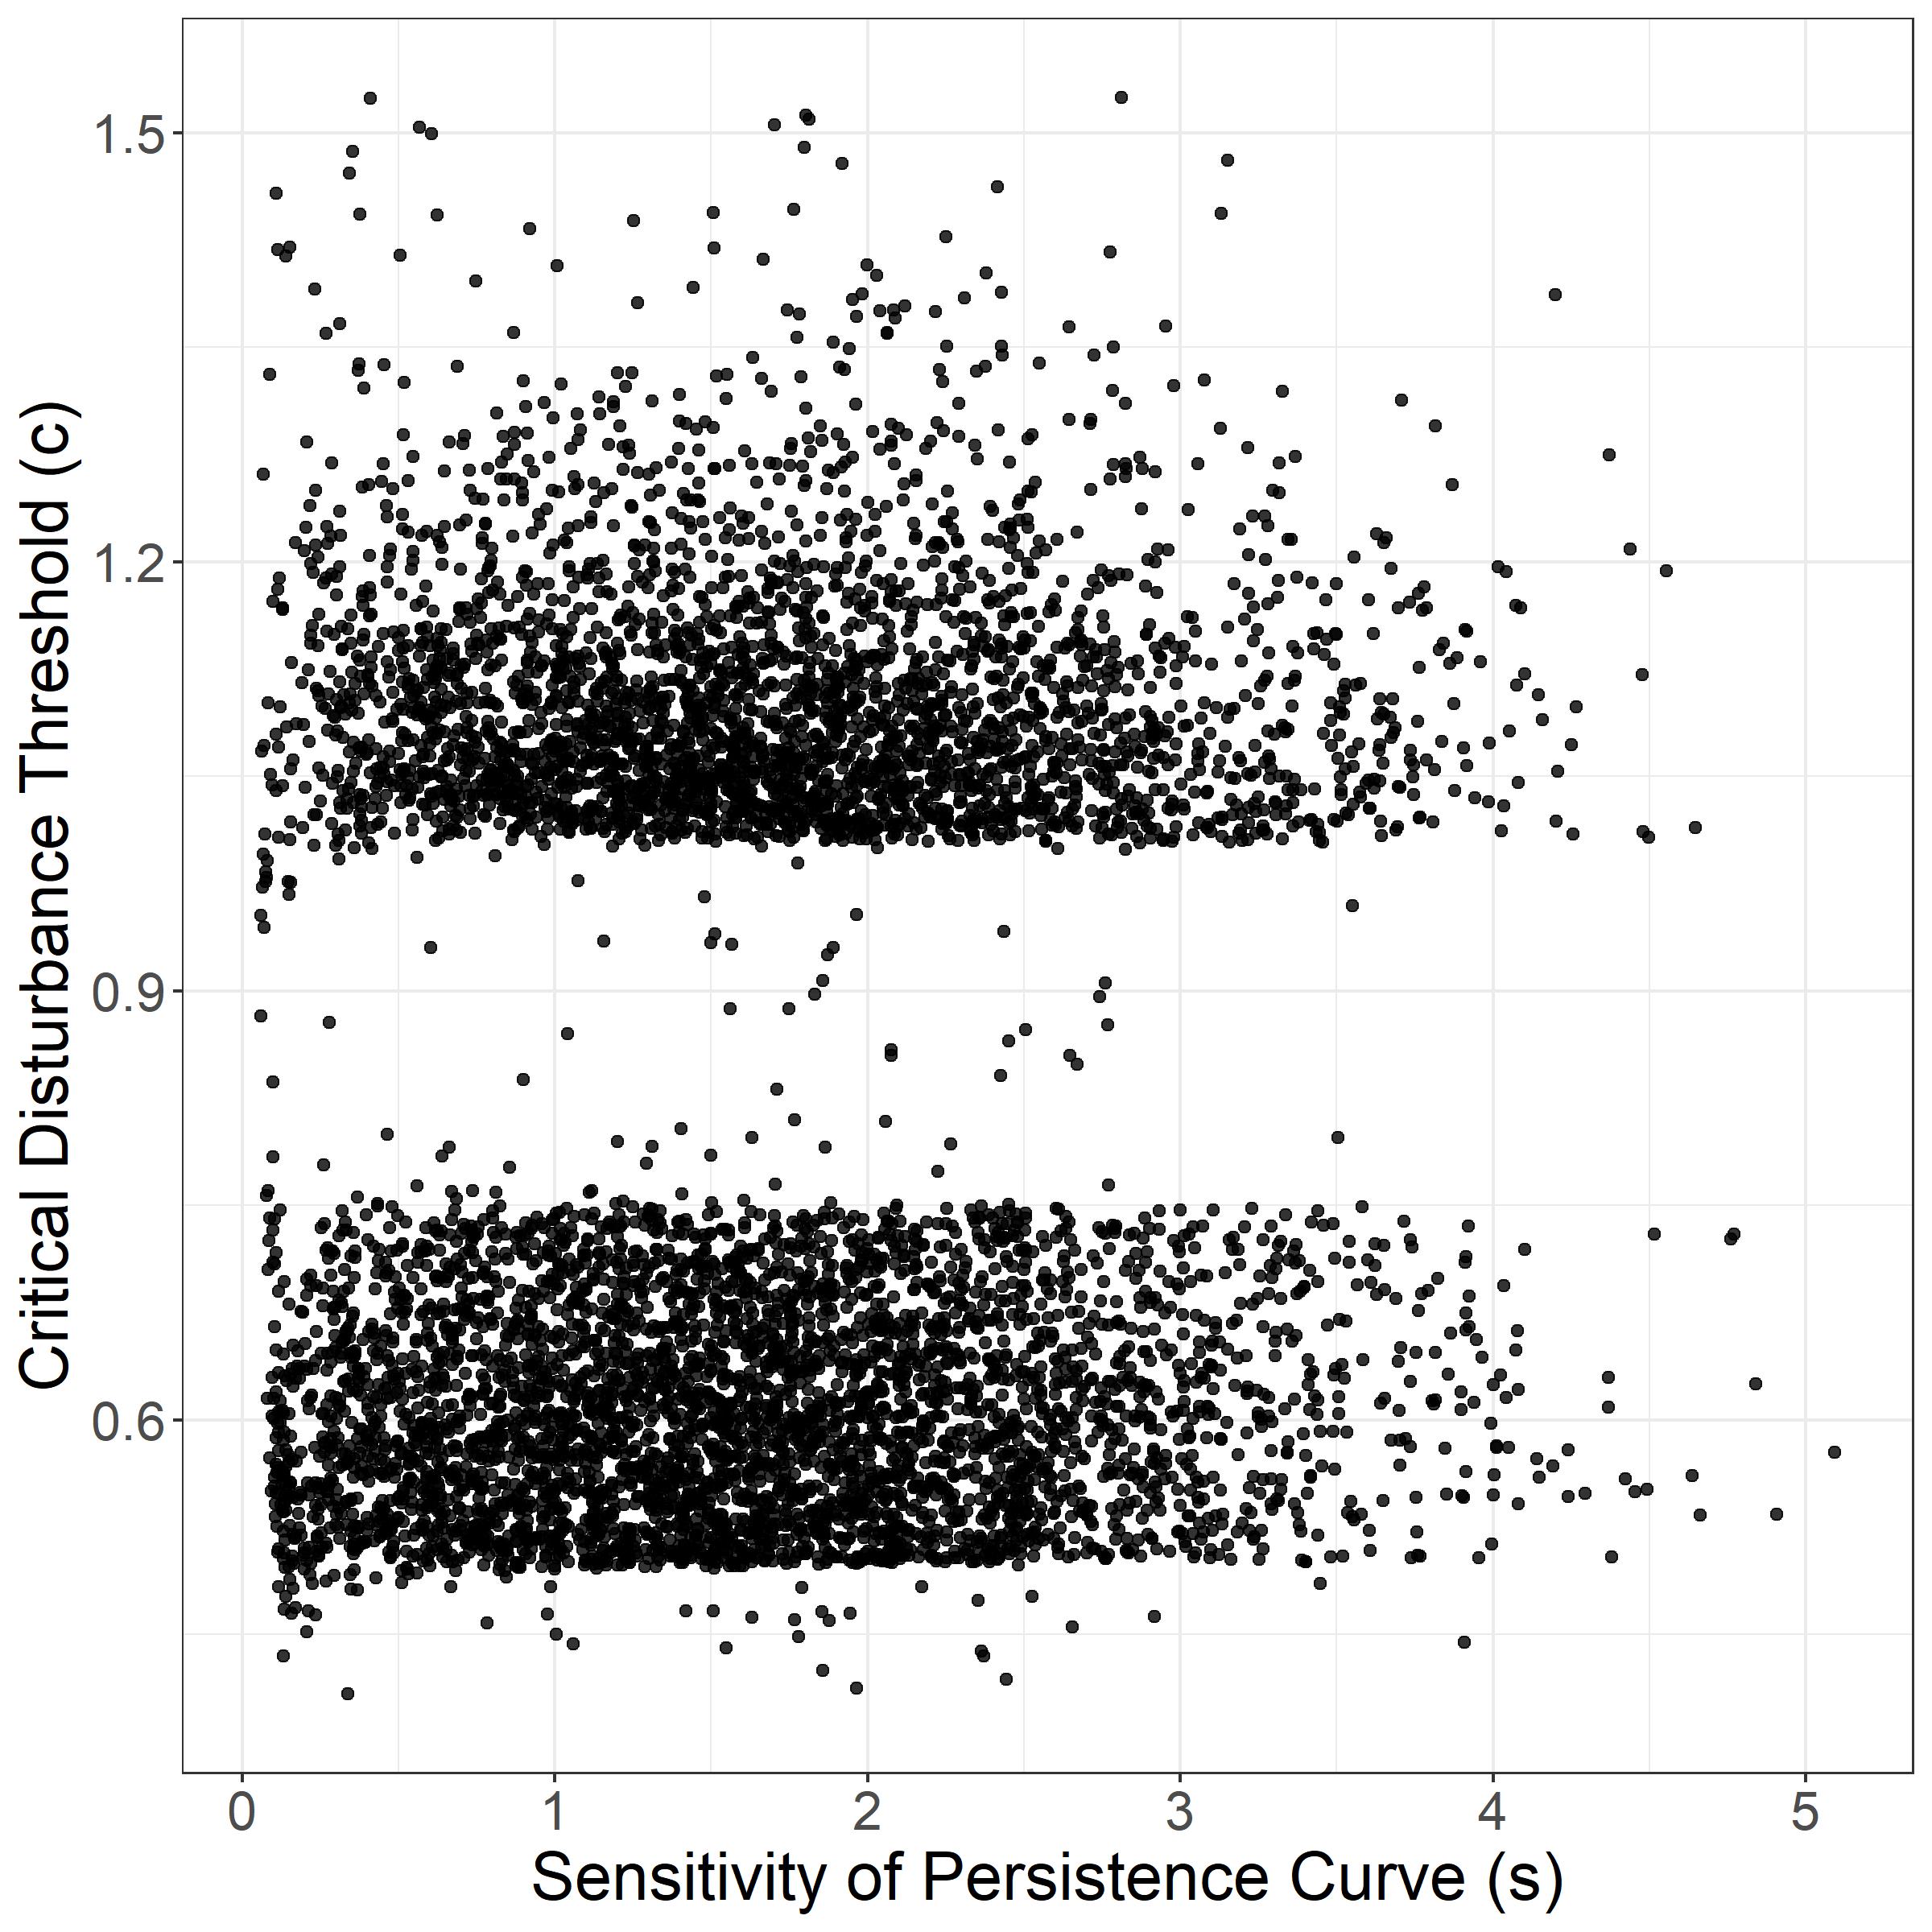 Critical Disturbance Threshold (c)
1.5
1.2
0.9
0.6
0 1 2 3 4 5
Sensitivity of Persistence Curve (s)